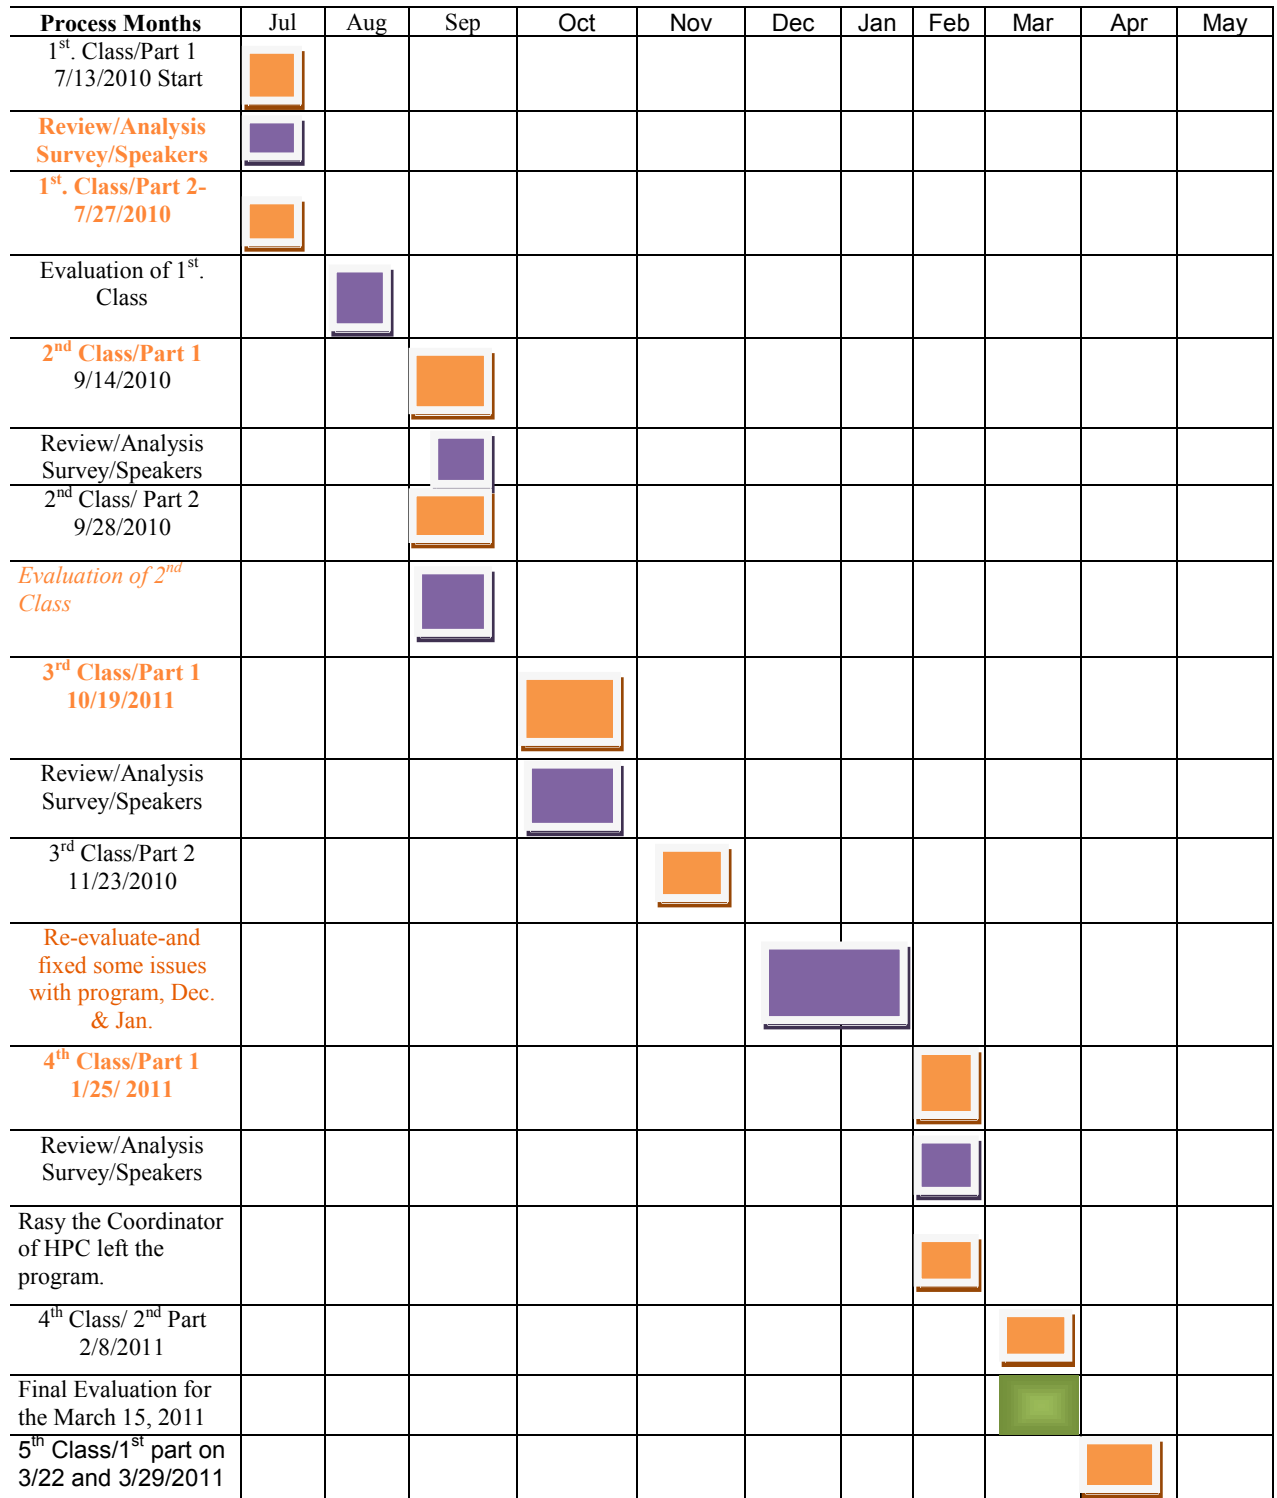 Process Months Jul Aug Sep Oct Nov Dec Jan Feb Mar Apr May
1st. Class/Part 1
7/13/2010 Start
Review/Analysis
Survey/Speakers
1st. Class/Part 2-
7/27/2010
Evaluation of 1st.
Class
2nd Class/Part 1
9/14/2010
Review/Analysis
Survey/Speakers
2nd Class/ Part 2
9/28/2010
Evaluation of 2nd
Class
3rd Class/Part 1
10/19/2011
Review/Analysis
Survey/Speakers
3rd Class/Part 2
11/23/2010
Re-evaluate-and
fixed some issues
with program, Dec.
& Jan.
4th Class/Part 1
1/25/ 2011
Review/Analysis
Survey/Speakers
Rasy the Coordinator
of HPC left the
program.
4th Class/ 2nd Part
2/8/2011
Final Evaluation for
the March 15, 2011
5th Class/1st part on
3/22 and 3/29/2011